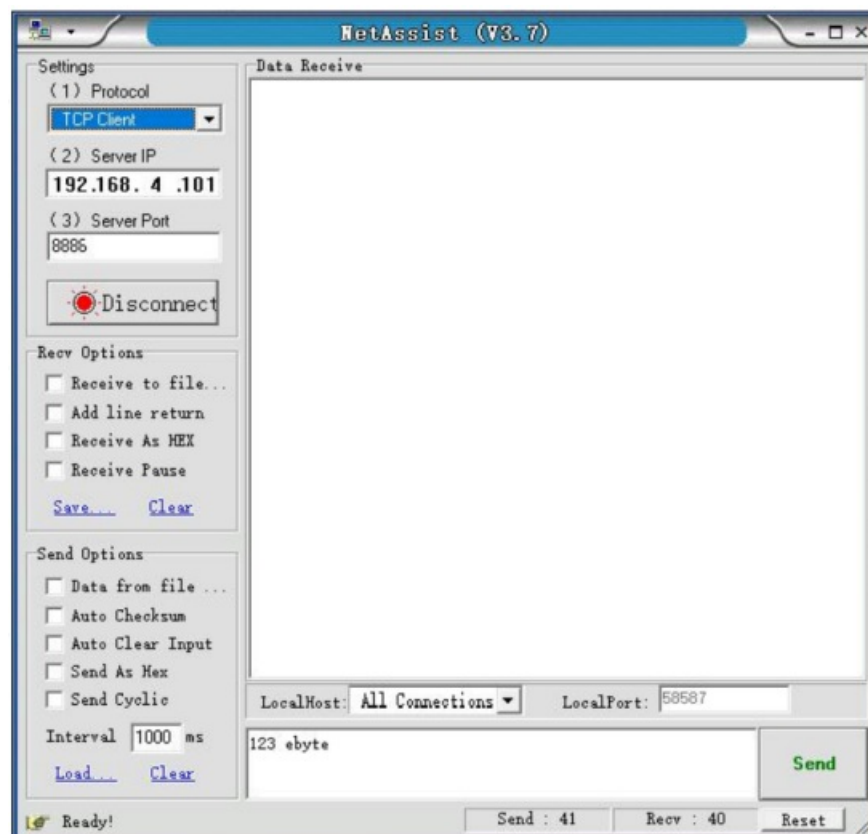 NetAssist (V3.7)
Settings
(1) Protocol
TCP Client
(2) Server IP
192.168. 4 .101
(3) Server Port
8886
Disconnect
Recv Options
Receive to file...
Add line return
Receive As HEX
Receive Pause
Save... Clear
Send Options
Data from file ...
Auto Checksum
Auto Clear Input
Send As Hex
Send Cyclic
Interval 1000 ms
Load... Clear
Data Receive
LocalHost: All Connections LocalPort: 58587
123 ebyte
Send
Ready! Send : 41 Recv : 40 Reset